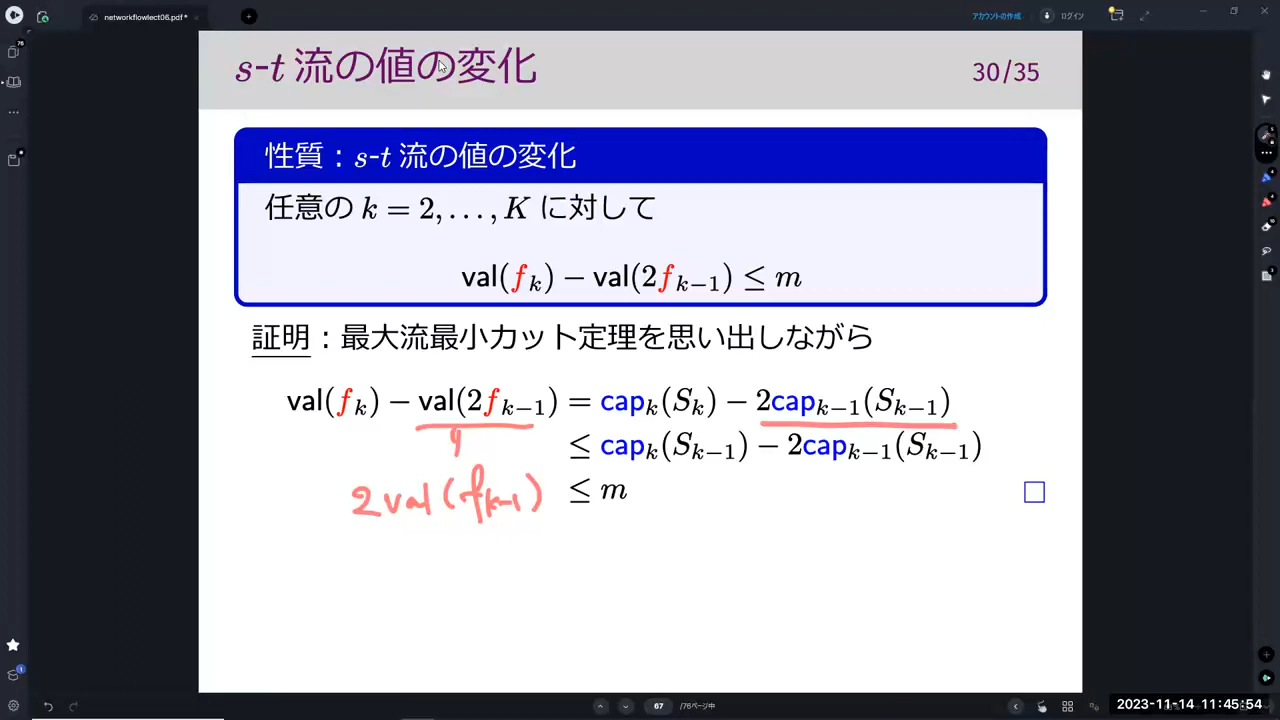 networkflowlect06.pdf *
アカウントの作成
ログイン
s-t 流の値の変化
30/35
性質：s-t 流の値の変化
任意の k = 2, . . . , K に対して
val(f_k) − val(2f_{k−1}) ≤ m
証明：最大流最小カット定理を思い出しながら
val(f_k) − val(2f_{k−1}) = cap_k(S_k) − 2cap_{k−1}(S_{k−1})
≤ cap_k(S_{k−1}) − 2cap_{k−1}(S_{k−1})
2val(f_{k-1})
≤ m □
67 /76ページ中
2023-11-14 11:45:54